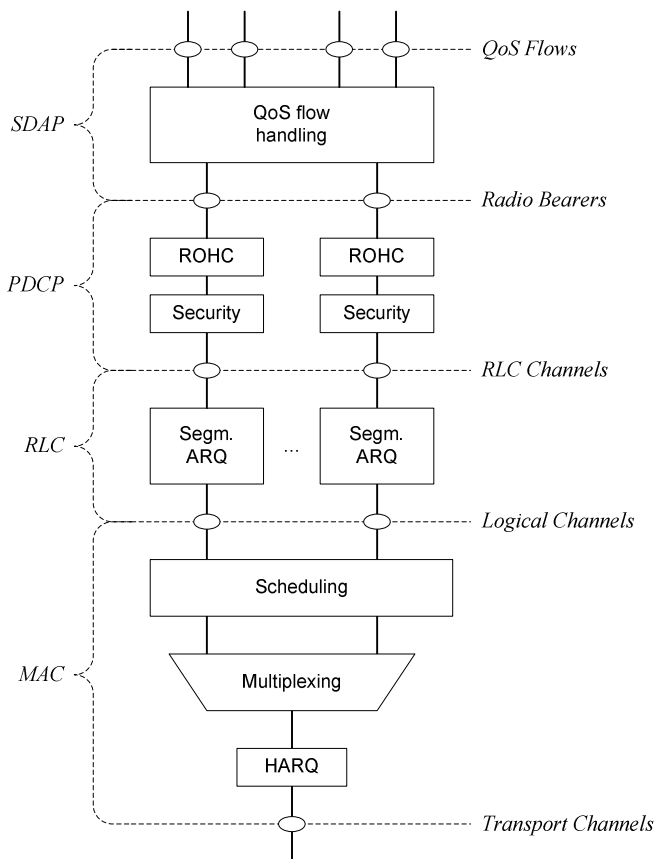 QoS Flows
QoS flow
handling
SDAP
Radio Bearers
ROHC
ROHC
PDCP
Security
Security
RLC Channels
Segm.
ARQ
...
Segm.
ARQ
RLC
Logical Channels
Scheduling
MAC
Multiplexing
HARQ
Transport Channels